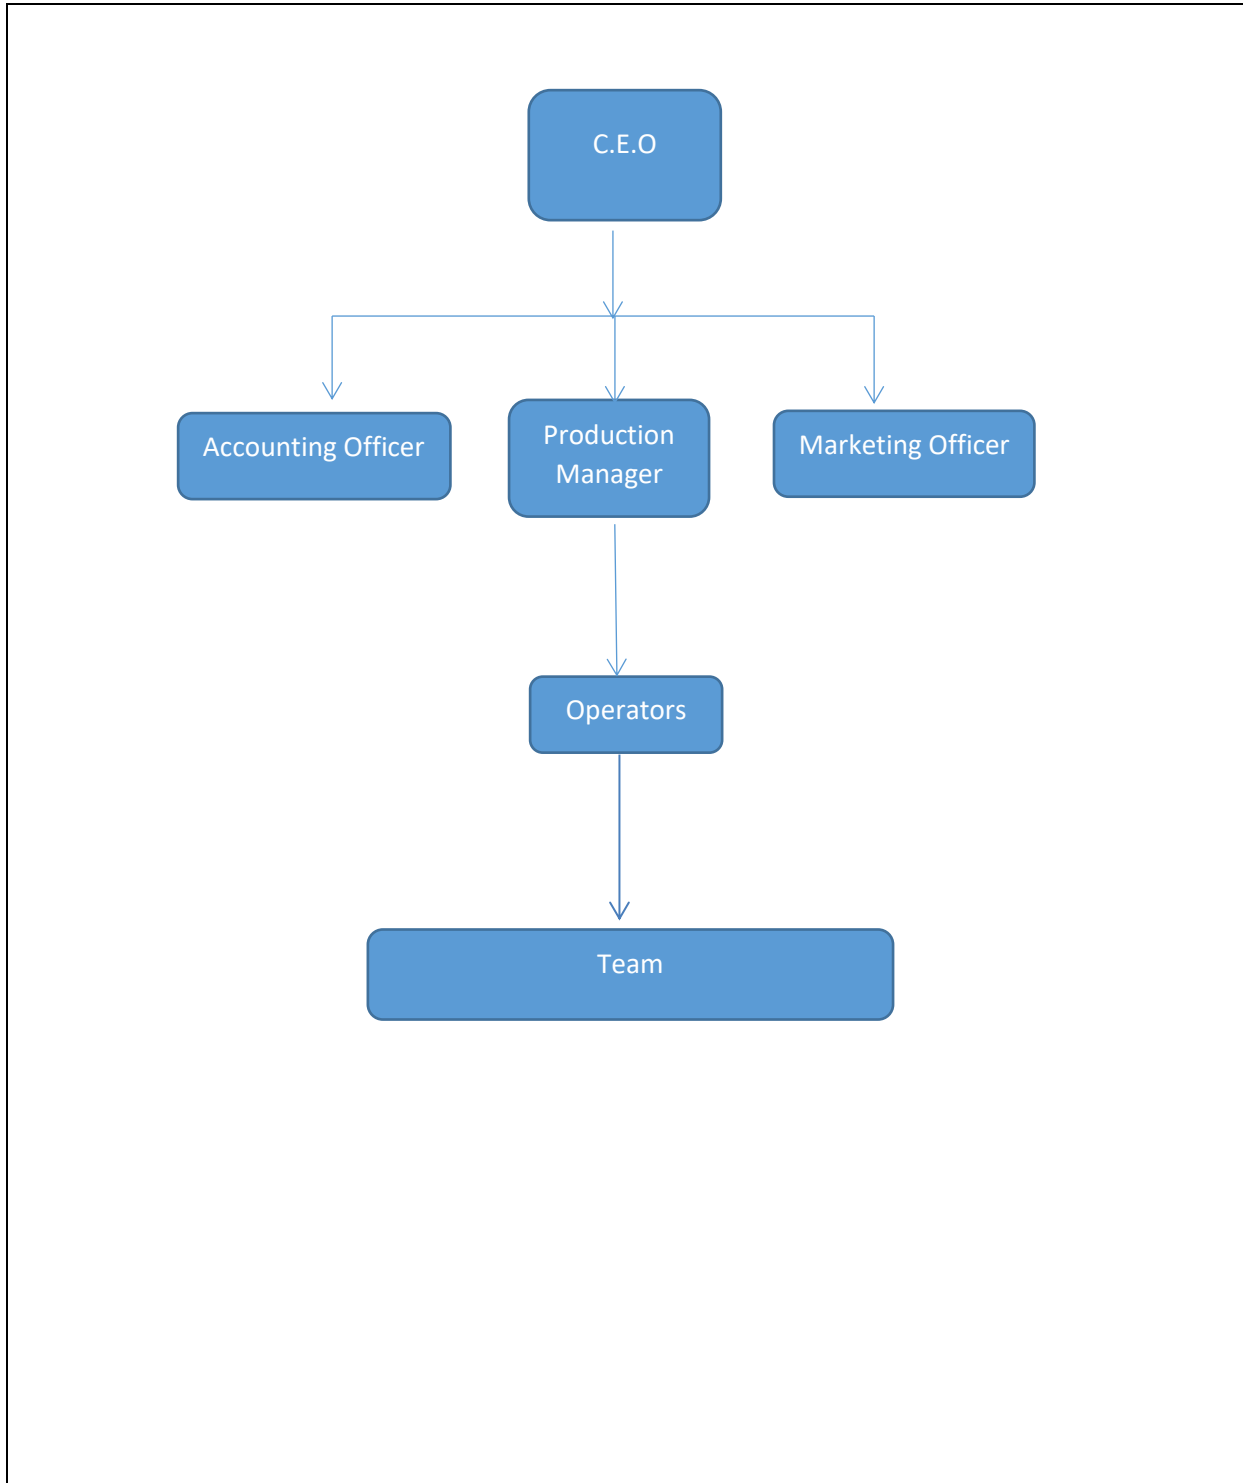 C.E.O
Accounting Officer
Production
Manager
Marketing Officer
Operators
Team